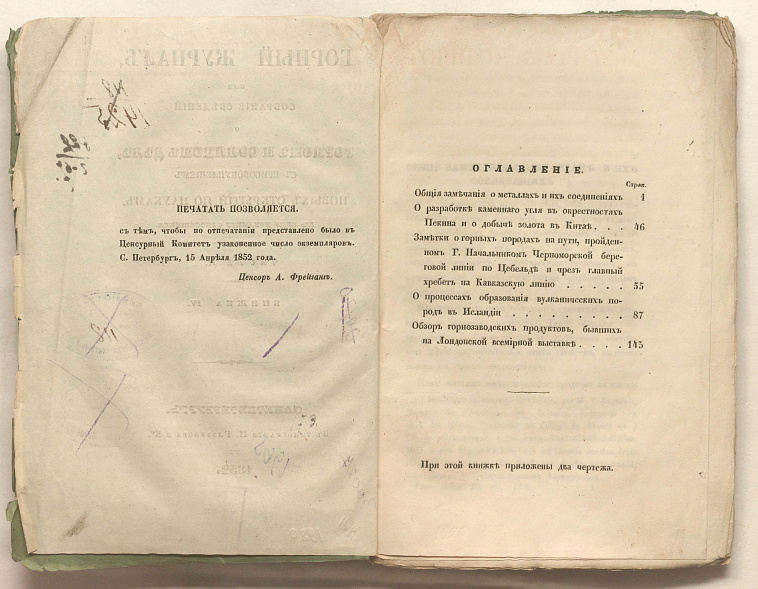 ПЕЧАТАТЬ ПОЗВОЛЯЕТСЯ.
съ тѣмъ, чтобы по отпечатаніи представлено было въ
Ценсурный Комитетъ узаконенное число экземпляровъ.
С. Петербургъ, 15 Апрѣля 1852 года.
Ценсоръ А. Фрейгангъ.
ОГЛАВЛЕНІЕ.
Стран.
Общія замѣчанія о металлахъ и ихъ соединеніяхъ 1
О разработкѣ каменнаго угля въ окрестностяхъ
Пекина и о добычѣ золота въ Китаѣ . . . 46
Замѣтки о горныхъ породахъ на пути, пройден-
номъ Г. Начальникомъ Черноморской бере-
говой линіи по Цебельдѣ и чрезъ главный
хребетъ на Кавказскую линію . . . . . 55
О процессахъ образованія вулканическихъ по-
родъ въ Исландіи . . . . . . . . . 87
Обзоръ горнозаводскихъ продуктовъ, бывшихъ
на Лондонской всемірной выставкѣ . . . . 143
При этой книжкѣ приложены два чертежа.